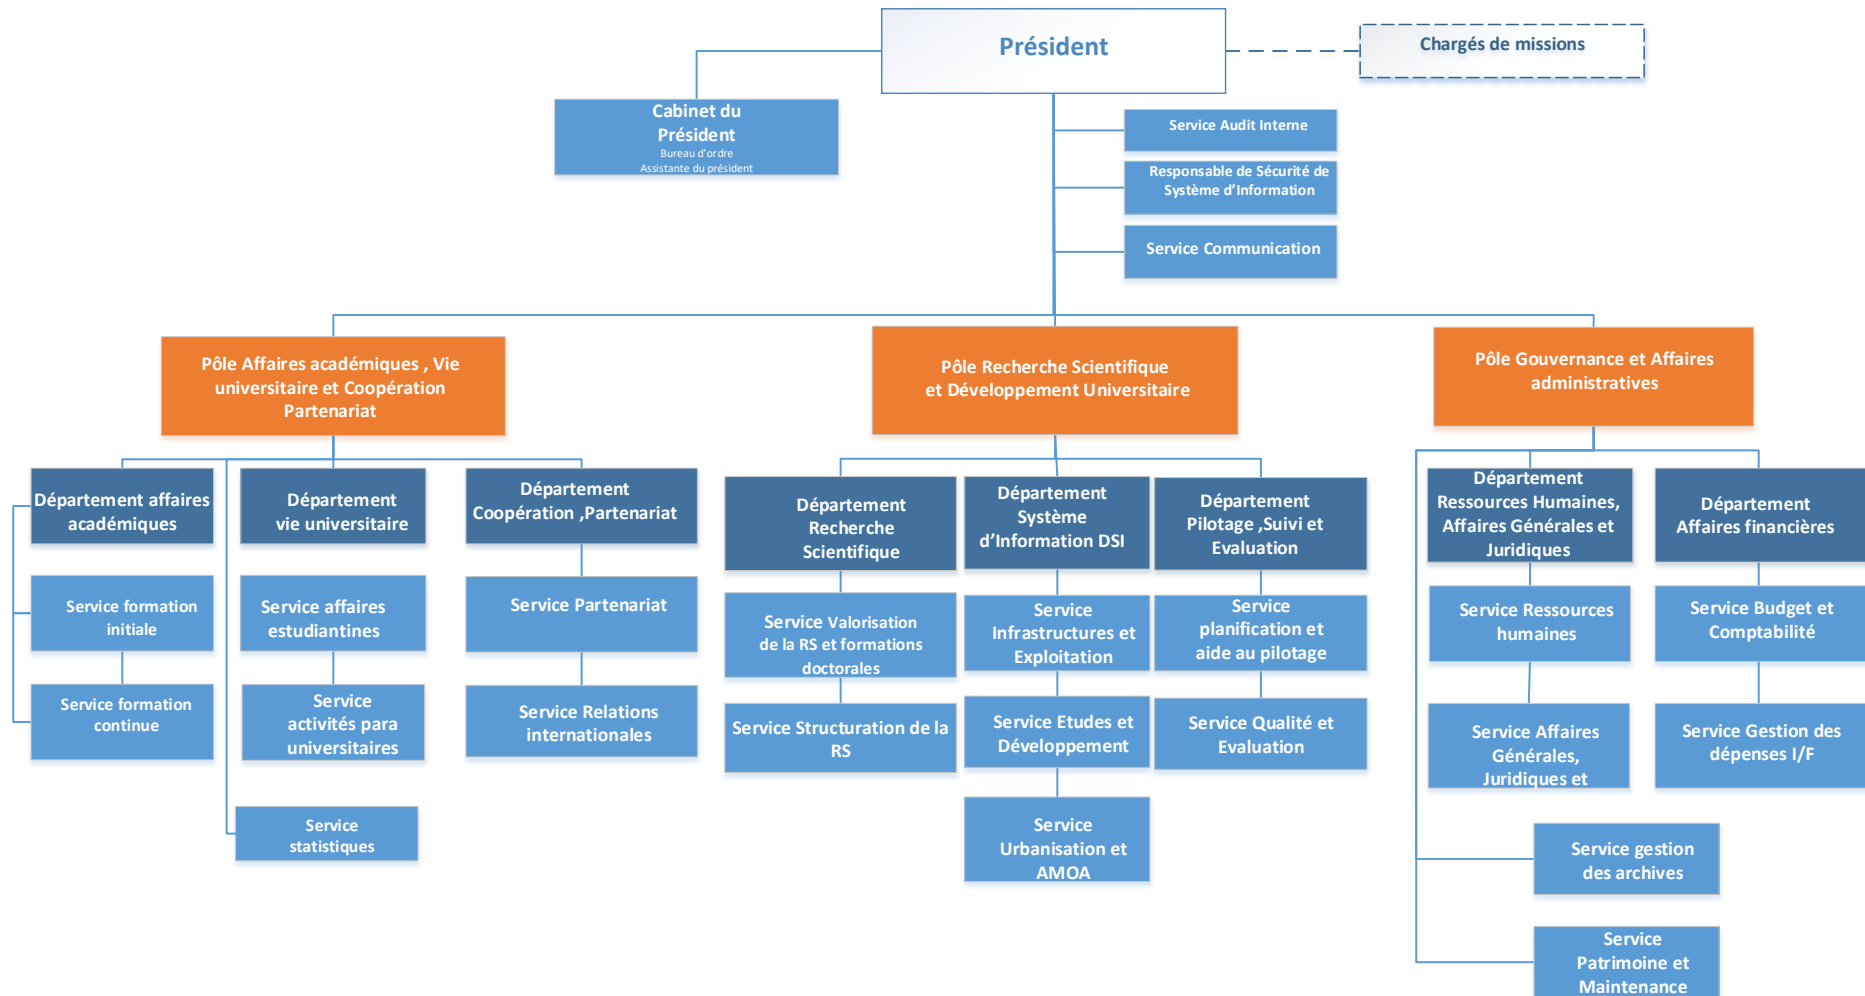 Président
Chargés de missions
Cabinet du
Président
Bureau d'ordre
Assistante du président
Service Audit Interne
Responsable de Sécurité de
Système d'Information
Service Communication
Pôle Affaires académiques , Vie
universitaire et Coopération
Partenariat
Pôle Recherche Scientifique
et Développement Universitaire
Pôle Gouvernance et Affaires
administratives
Département affaires
académiques
Département
vie universitaire
Département
Coopération ,Partenariat
Département
Recherche
Scientifique
Département
Système
d'Information DSI
Département
Pilotage ,Suivi et
Evaluation
Département
Ressources Humaines,
Affaires Générales et
Juridiques
Département
Affaires financières
Service formation
initiale
Service affaires
estudiantines
Service Partenariat
Service Valorisation
de la RS et formations
doctorales
Service
Infrastructures et
Exploitation
Service
planification et
aide au pilotage
Service Ressources
humaines
Service Budget et
Comptabilité
Service formation
continue
Service
activités para
universitaires
Service Relations
internationales
Service Structuration de la
RS
Service Etudes et
Développement
Service Qualité et
Evaluation
Service Affaires
Générales,
Juridiques et
Service Gestion des
dépenses I/F
Service
statistiques
Service
Urbanisation et
AMOA
Service gestion
des archives
Service
Patrimoine et
Maintenance